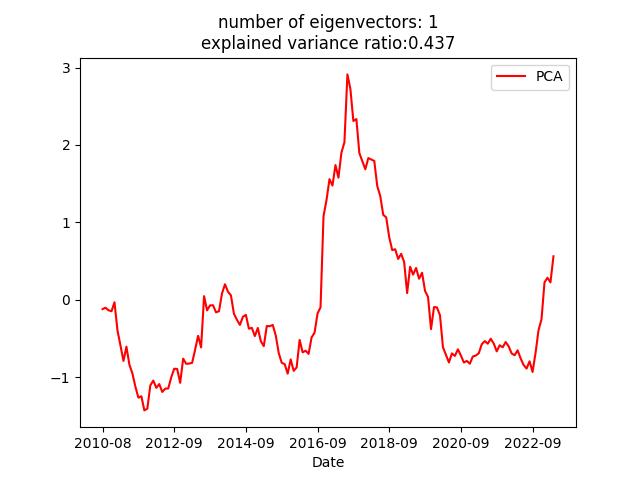 number of eigenvectors: 1
explained variance ratio:0.437
PCA
3
2
1
0
−1
2010-08 2012-09 2014-09 2016-09 2018-09 2020-09 2022-09
Date